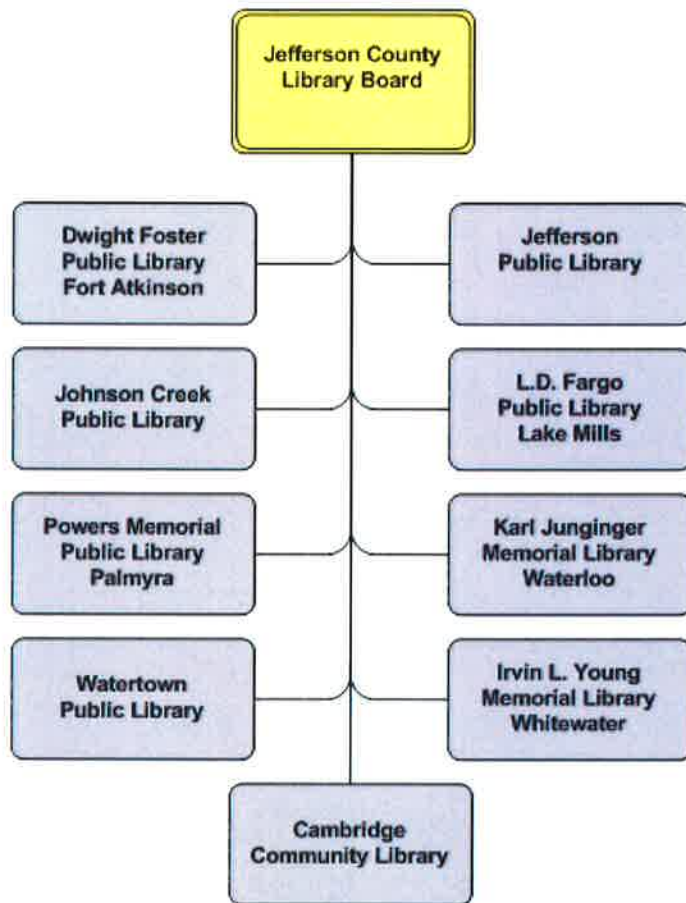 Jefferson County
Library Board
Dwight Foster
Public Library
Fort Atkinson
Jefferson
Public Library
Johnson Creek
Public Library
L.D. Fargo
Public Library
Lake Mills
Powers Memorial
Public Library
Palmyra
Karl Junginger
Memorial Library
Waterloo
Watertown
Public Library
Irvin L. Young
Memorial Library
Whitewater
Cambridge
Community Library